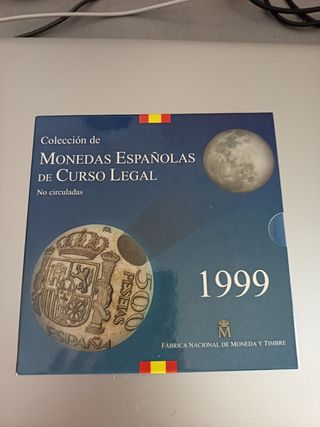 Colección de
MONEDAS ESPAÑOLAS
DE CURSO LEGAL
No circuladas
500
PESETAS
ESPAÑA
1999
M
FÁBRICA NACIONAL DE MONEDA Y TIMBRE